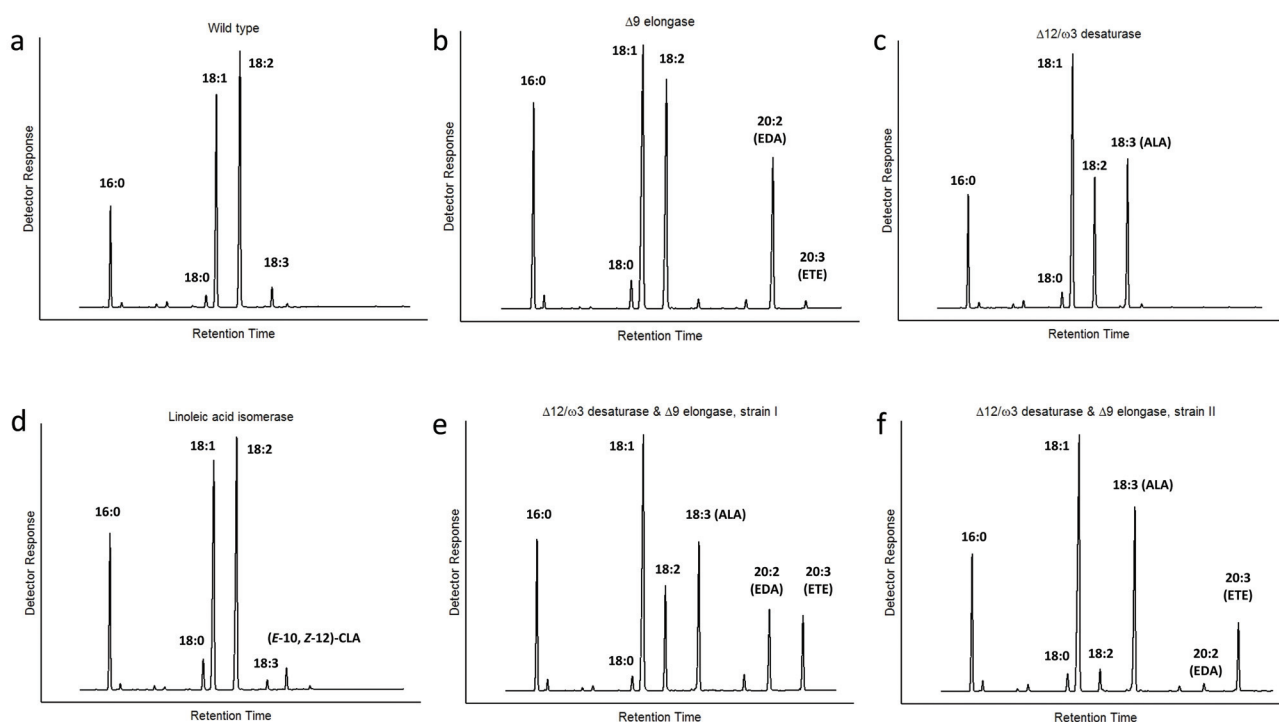 a
Wild type
16:0
18:0
18:1
18:2
18:3
Detector Response
Retention Time
b
Δ9 elongase
16:0
18:0
18:1
18:2
20:2
(EDA)
20:3
(ETE)
Detector Response
Retention Time
c
Δ12/ω3 desaturase
16:0
18:0
18:1
18:2
18:3 (ALA)
Detector Response
Retention Time
d
Linoleic acid isomerase
16:0
18:0
18:1
18:2
18:3
(E-10, Z-12)-CLA
Detector Response
Retention Time
e
Δ12/ω3 desaturase & Δ9 elongase, strain I
16:0
18:0
18:1
18:2
18:3 (ALA)
20:2
(EDA)
20:3
(ETE)
Detector Response
Retention Time
f
Δ12/ω3 desaturase & Δ9 elongase, strain II
16:0
18:0
18:1
18:2
18:3 (ALA)
20:2
(EDA)
20:3
(ETE)
Detector Response
Retention Time